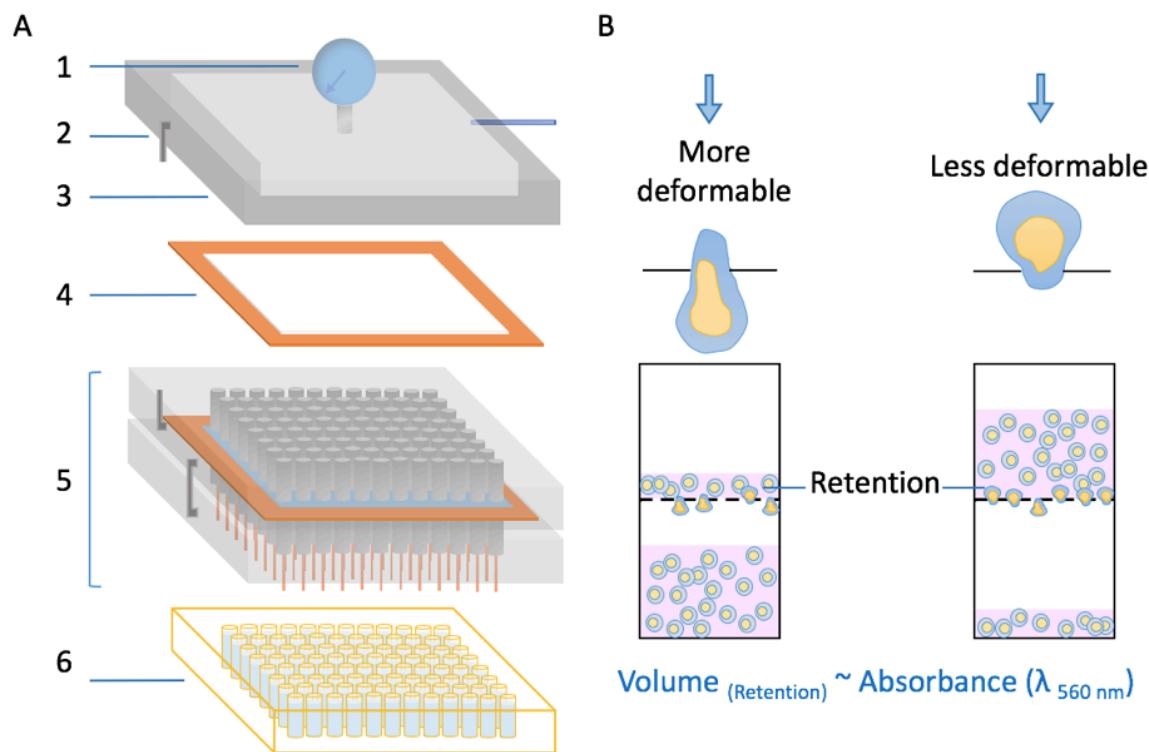 A
1
2
3
4
5
6
B
More
deformable
Less deformable
Retention
Volume (Retention) ~ Absorbance (λ 560 nm)